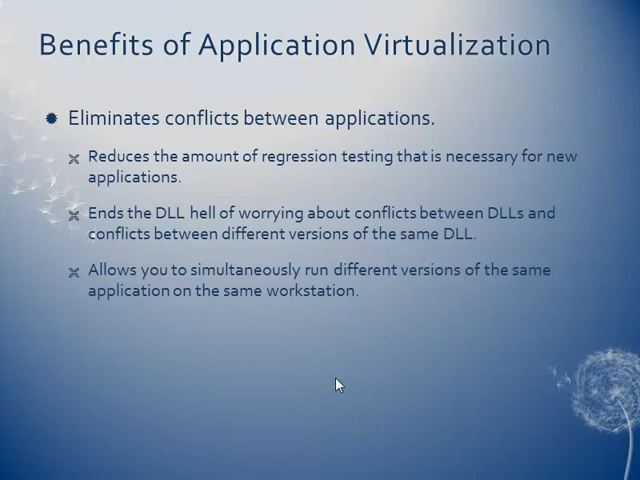 Benefits of Application Virtualization
Eliminates conflicts between applications.
Reduces the amount of regression testing that is necessary for new
applications.
Ends the DLL hell of worrying about conflicts between DLLs and
conflicts between different versions of the same DLL.
Allows you to simultaneously run different versions of the same
application on the same workstation.